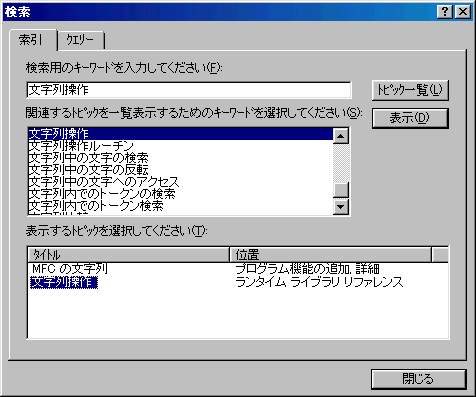 検索
索引 クエリー
検索用のキーワードを入力してください(F):
文字列操作
トピック一覧(L)
関連するトピックを一覧表示するためのキーワードを選択してください(S):
表示(D)
文字列操作
文字列操作ルーチン
文字列中の文字の検索
文字列中の文字の反転
文字列中の文字へのアクセス
文字列内でのトークンの検索
文字列内でのトークン検索
表示するトピックを選択してください(T):
タイトル 位置
MFC の文字列 プログラム機能の追加, 詳細
文字列操作 ランタイム ライブラリ リファレンス
閉じる